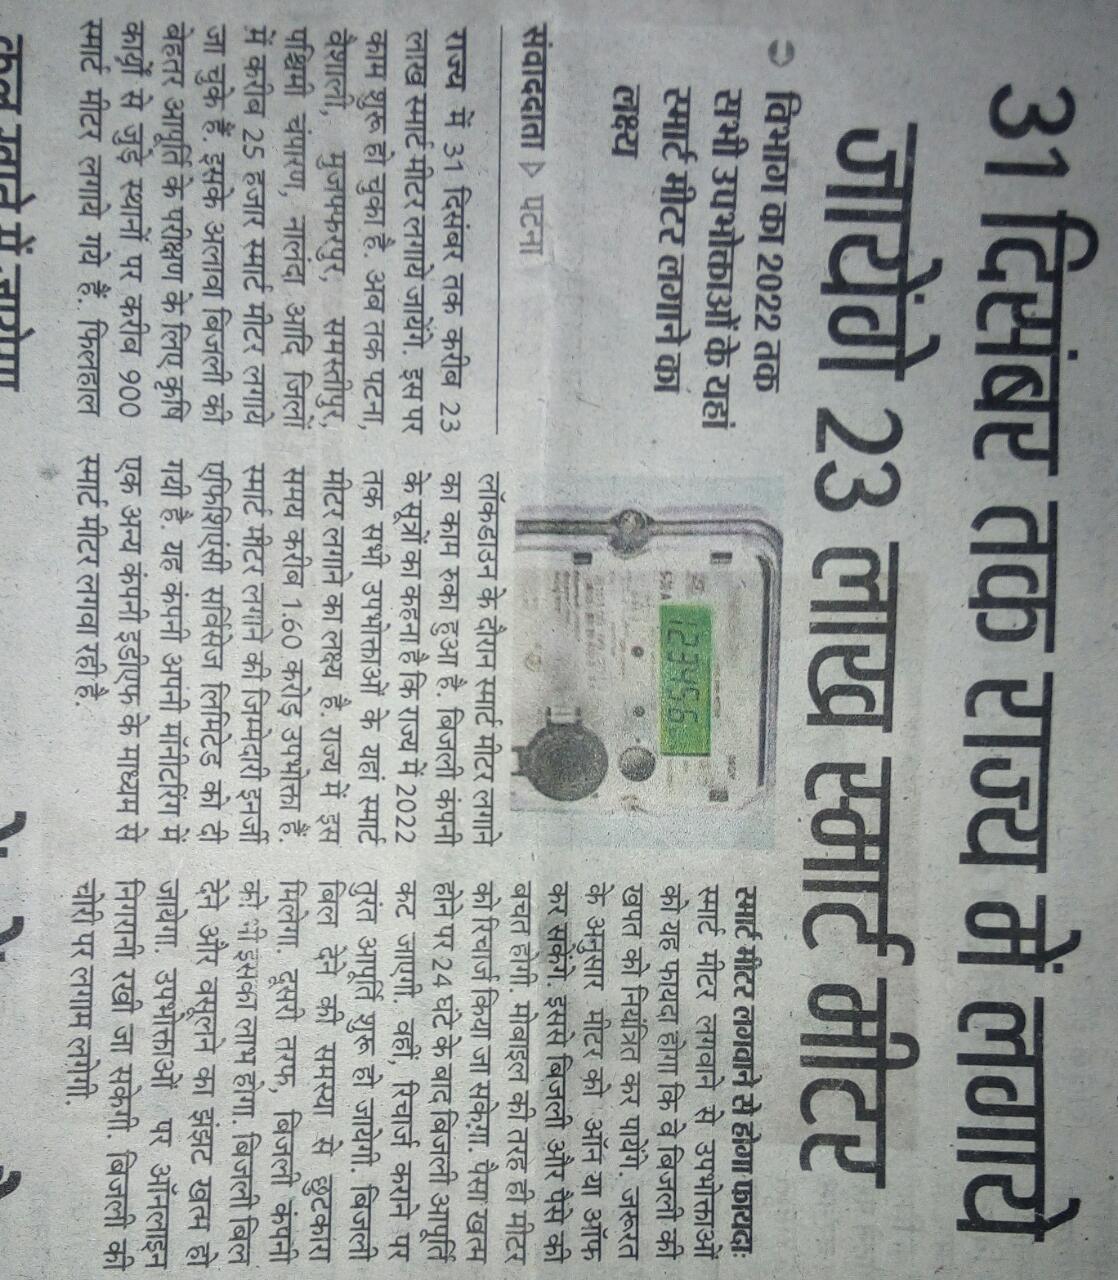 31 दिसंबर तक राज्य में लगाये
जायेंगे 23 लाख स्मार्ट मीटर
विभाग का 2022 तक
सभी उपभोक्ताओं के यहां
स्मार्ट मीटर लगाने का
लक्ष्य
संवाददाता ▷ पटना
राज्य में 31 दिसंबर तक करीब 23
लाख स्मार्ट मीटर लगाये जायेंगे. इस पर
काम शुरू हो चुका है. अब तक पटना,
वैशाली, मुजफ्फरपुर, समस्तीपुर,
पश्चिमी चंपारण, नालंदा आदि जिलों
में करीब 25 हजार स्मार्ट मीटर लगाये
जा चुके हैं. इसके अलावा बिजली की
बेहतर आपूर्ति के परीक्षण के लिए कृषि
कार्यों से जुड़े स्थानों पर करीब 900
स्मार्ट मीटर लगाये गये हैं. फिलहाल
123456
लॉकडाउन के दौरान स्मार्ट मीटर लगाने
का काम रुका हुआ है. बिजली कंपनी
के सूत्रों का कहना है कि राज्य में 2022
तक सभी उपभोक्ताओं के यहां स्मार्ट
मीटर लगाने का लक्ष्य है. राज्य में इस
समय करीब 1.60 करोड़ उपभोक्ता हैं.
स्मार्ट मीटर लगाने की जिम्मेदारी इनर्जी
एफिशिएंसी सर्विसेज लिमिटेड को दी
गयी है. यह कंपनी अपनी मॉनीटरिंग में
एक अन्य कंपनी इडीएफ के माध्यम से
स्मार्ट मीटर लगवा रही है.
स्मार्ट मीटर लगवाने से होगा फायदा:
स्मार्ट मीटर लगवाने से उपभोक्ताओं
को यह फायदा होगा कि वे बिजली की
खपत को नियंत्रित कर पायेंगे. जरूरत
के अनुसार मीटर को ऑन या ऑफ
कर सकेंगे. इससे बिजली और पैसे की
बचत होगी. मोबाइल की तरह ही मीटर
को रिचार्ज किया जा सकेगा. पैसा खत्म
होने पर 24 घंटे के बाद बिजली आपूर्ति
कट जाएगी. वहीं, रिचार्ज कराने पर
तुरंत आपूर्ति शुरू हो जायेगी. बिजली
बिल देने की समस्या से छुटकारा
मिलेगा. दूसरी तरफ, बिजली कंपनी
को भी इसका लाभ होगा. बिजली बिल
देने और वसूलने का झंझट खत्म हो
जायेगा. उपभोक्ताओं पर ऑनलाइन
निगरानी रखी जा सकेगी. बिजली की
चोरी पर लगाम लगेगी.